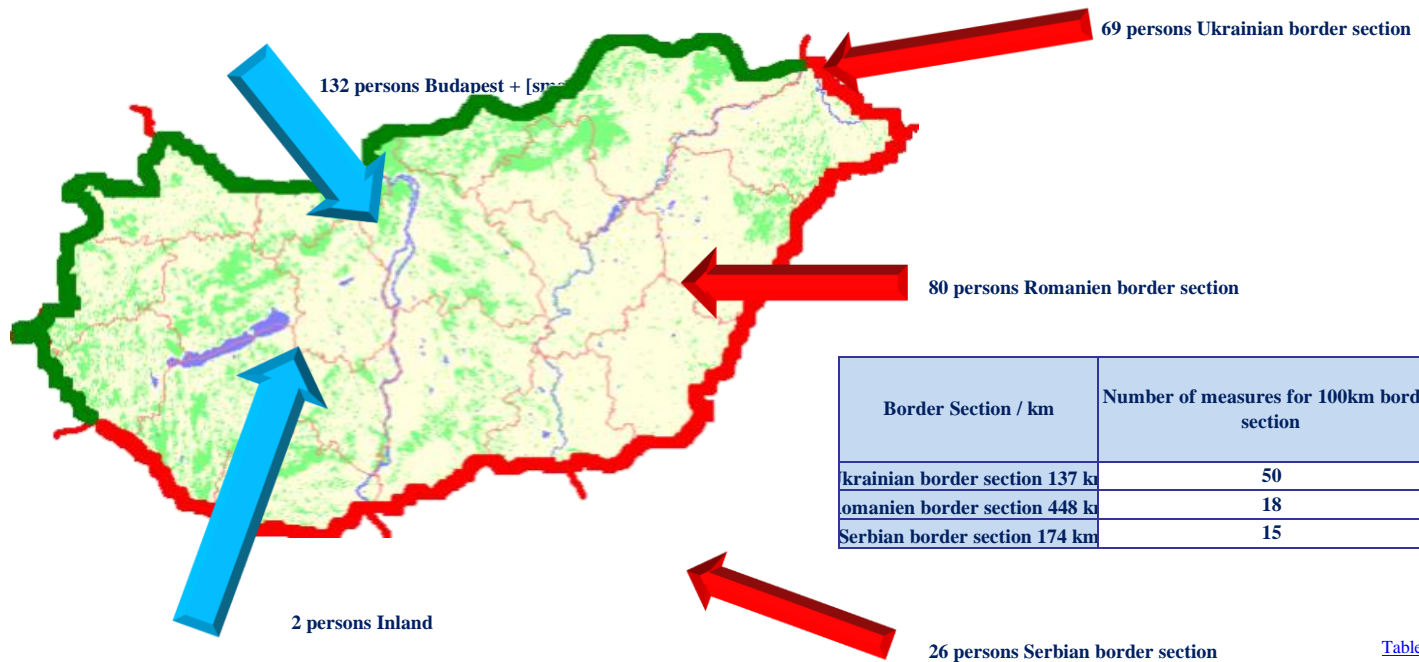 69 persons Ukrainian border section
132 persons Budapest +
80 persons Romanien border section
Border Section / km
Number of measures for 100km bord
section
krainian border section 137 k
50
omanien border section 448 k
18
Serbian border section 174 km
15
2 persons Inland
26 persons Serbian border section
Table